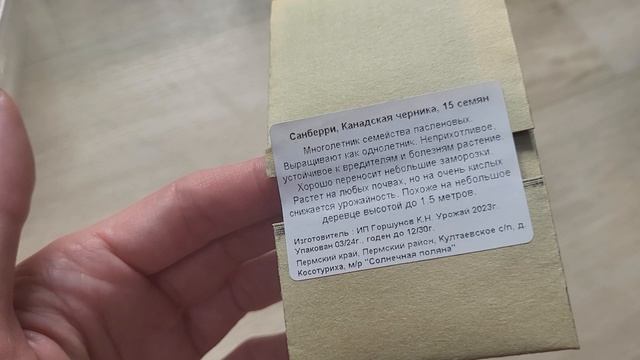 Санберри, Канадская черника, 15 семян
Многолетник семейства пасленовых.
Выращивают как однолетник. Неприхотливое,
устойчивое к вредителям и болезням растение
Хорошо переносит небольшие заморозки.
Растет на любых почвах, но на очень кислых
снижается урожайность. Похоже на небольшое
деревце высотой до 1 5 метров.
Изготовитель : ИП Горшунов К.Н. Урожай 2023г.
Упакован 03/24г., годен до 12/30г.
Пермский край, Пермский район, Култаевское с/п, д.
Косотуриха, м/р "Солнечная поляна"